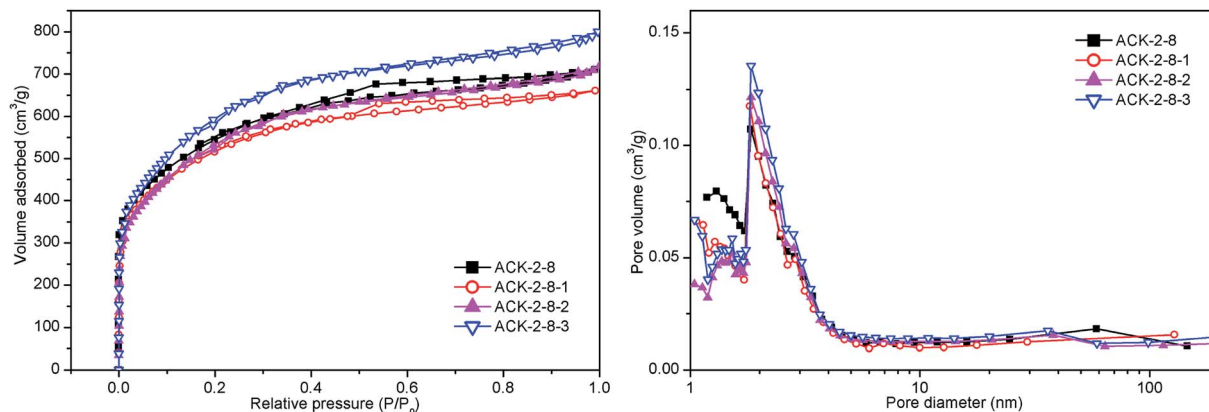 Volume adsorbed (cm³/g)
800
700
600
500
400
300
200
100
0
0.0
0.2
0.4
0.6
0.8
1.0
Relative pressure (P/P₀)
ACK-2-8
ACK-2-8-1
ACK-2-8-2
ACK-2-8-3
Pore volume (cm³/g)
0.15
0.10
0.05
0.00
1
10
100
Pore diameter (nm)
ACK-2-8
ACK-2-8-1
ACK-2-8-2
ACK-2-8-3